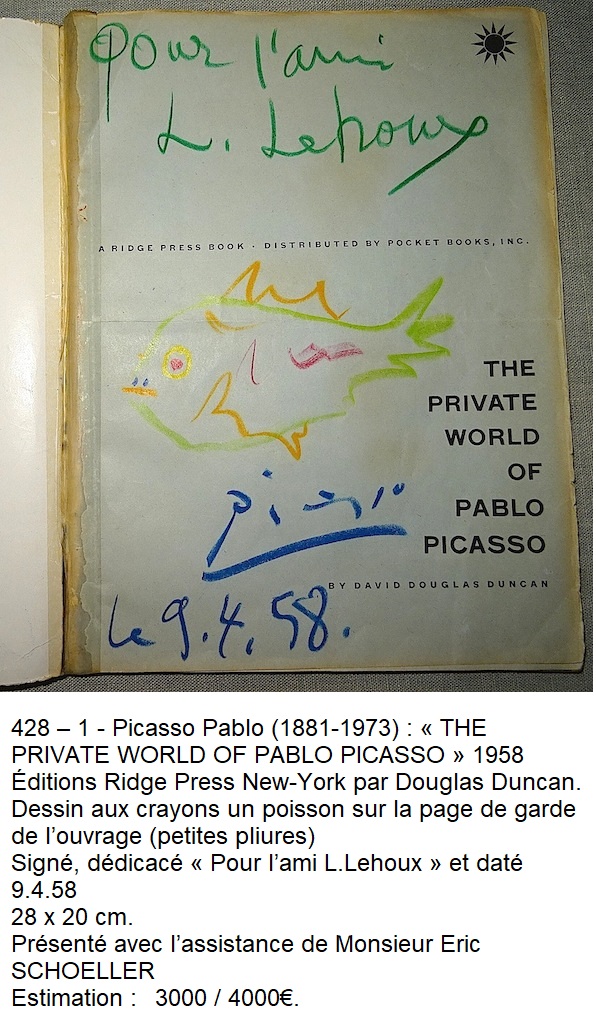 Pour l'ami
L. Lehoux
A RIDGE PRESS BOOK · DISTRIBUTED BY POCKET BOOKS, INC.
THE
PRIVATE
WORLD
OF
PABLO
PICASSO
Picasso
BY DAVID DOUGLAS DUNCAN
le 9.4.58.
428 – 1 - Picasso Pablo (1881-1973) : « THE
PRIVATE WORLD OF PABLO PICASSO » 1958
Éditions Ridge Press New-York par Douglas Duncan.
Dessin aux crayons un poisson sur la page de garde
de l'ouvrage (petites pliures)
Signé, dédicacé « Pour l'ami L.Lehoux » et daté
9.4.58
28 x 20 cm.
Présenté avec l'assistance de Monsieur Eric
SCHOELLER
Estimation :   3000 / 4000€.